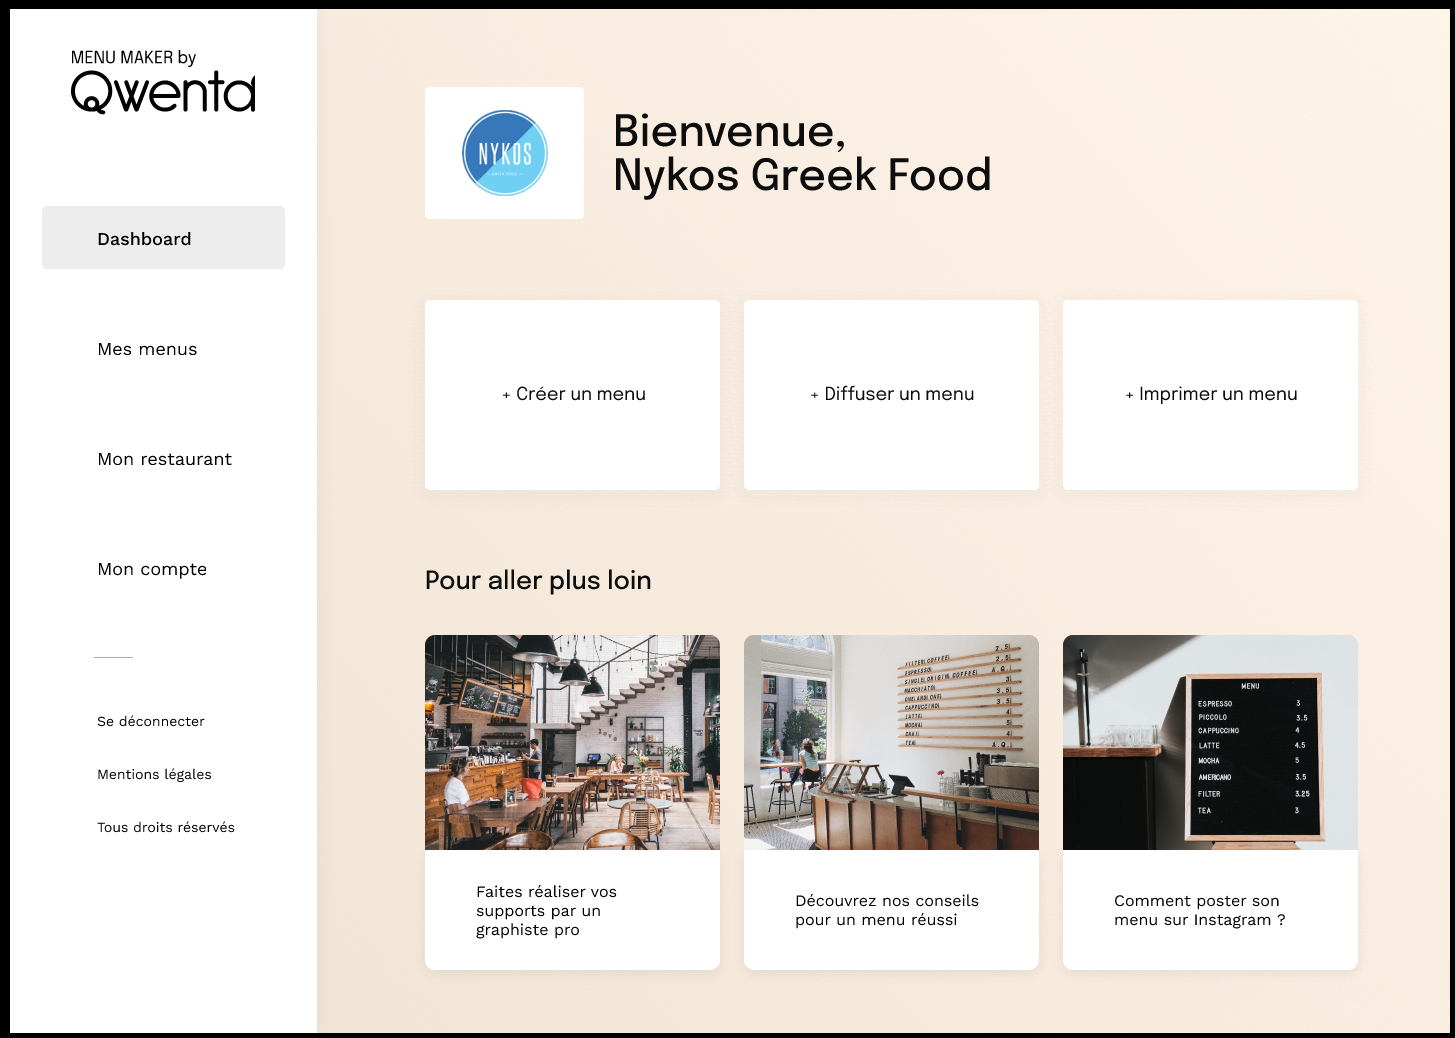 MENU MAKER by
Qwenta
Dashboard
Mes menus
Mon restaurant
Mon compte
Se déconnecter
Mentions légales
Tous droits réservés
NYKOS
GREEK FOOD
Bienvenue,
Nykos Greek Food
+ Créer un menu
+ Diffuser un menu
+ Imprimer un menu
Pour aller plus loin
FILTER COFFEE 2.5
ESPRESSO 2.5
SINGLE ORIGIN COFFEE A.Q.
MACCHIATO 3
PICCOLO
CAPPUCCINO 3.5
LATTE 4
MOCHA 5
CHAI 4
TEA A.Q.
MENU
ESPRESSO 3
PICCOLO 3.5
CAPPUCCINO 4
LATTE 4.5
MOCHA 5
AMERICANO 3.5
FILTER 3.25
TEA 3
Faites réaliser vos
supports par un
graphiste pro
Découvrez nos conseils
pour un menu réussi
Comment poster son
menu sur Instagram ?